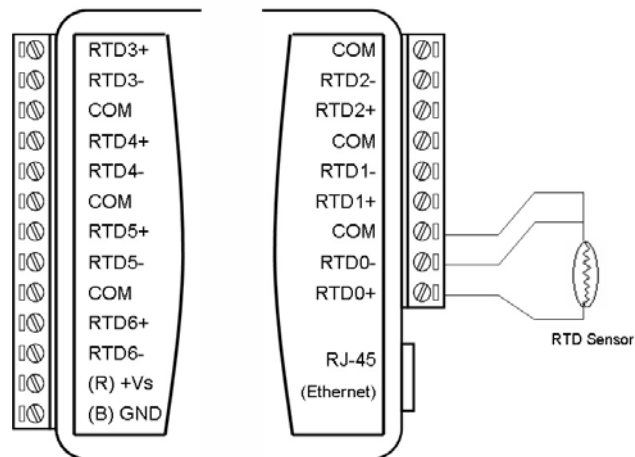 RTD3+
RTD3-
COM
RTD4+
RTD4-
COM
RTD5+
RTD5-
COM
RTD6+
RTD6-
(R) +Vs
(B) GND
COM
RTD2-
RTD2+
COM
RTD1-
RTD1+
COM
RTD0-
RTD0+
RJ-45
(Ethernet)
RTD Sensor